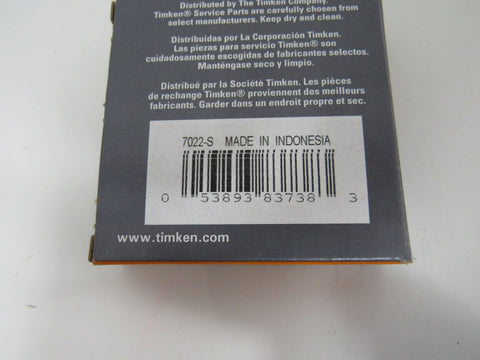 Distributed by The Timken Company.
Timken® Service Parts are carefully chosen from
select manufacturers. Keep dry and clean.
Distribuidas por La Corporación Timken.
Las piezas para servicio Timken® son
cuidadosamente escogidas de fabricantes selectos.
Manténgase seco y limpio.
Distribué par la Société Timken. Les pièces
de rechange Timken® proviennent des meilleurs
fabricants. Garder dans un endroit propre et sec.
7022-S MADE IN INDONESIA
0 53893 83738 3
www.timken.com